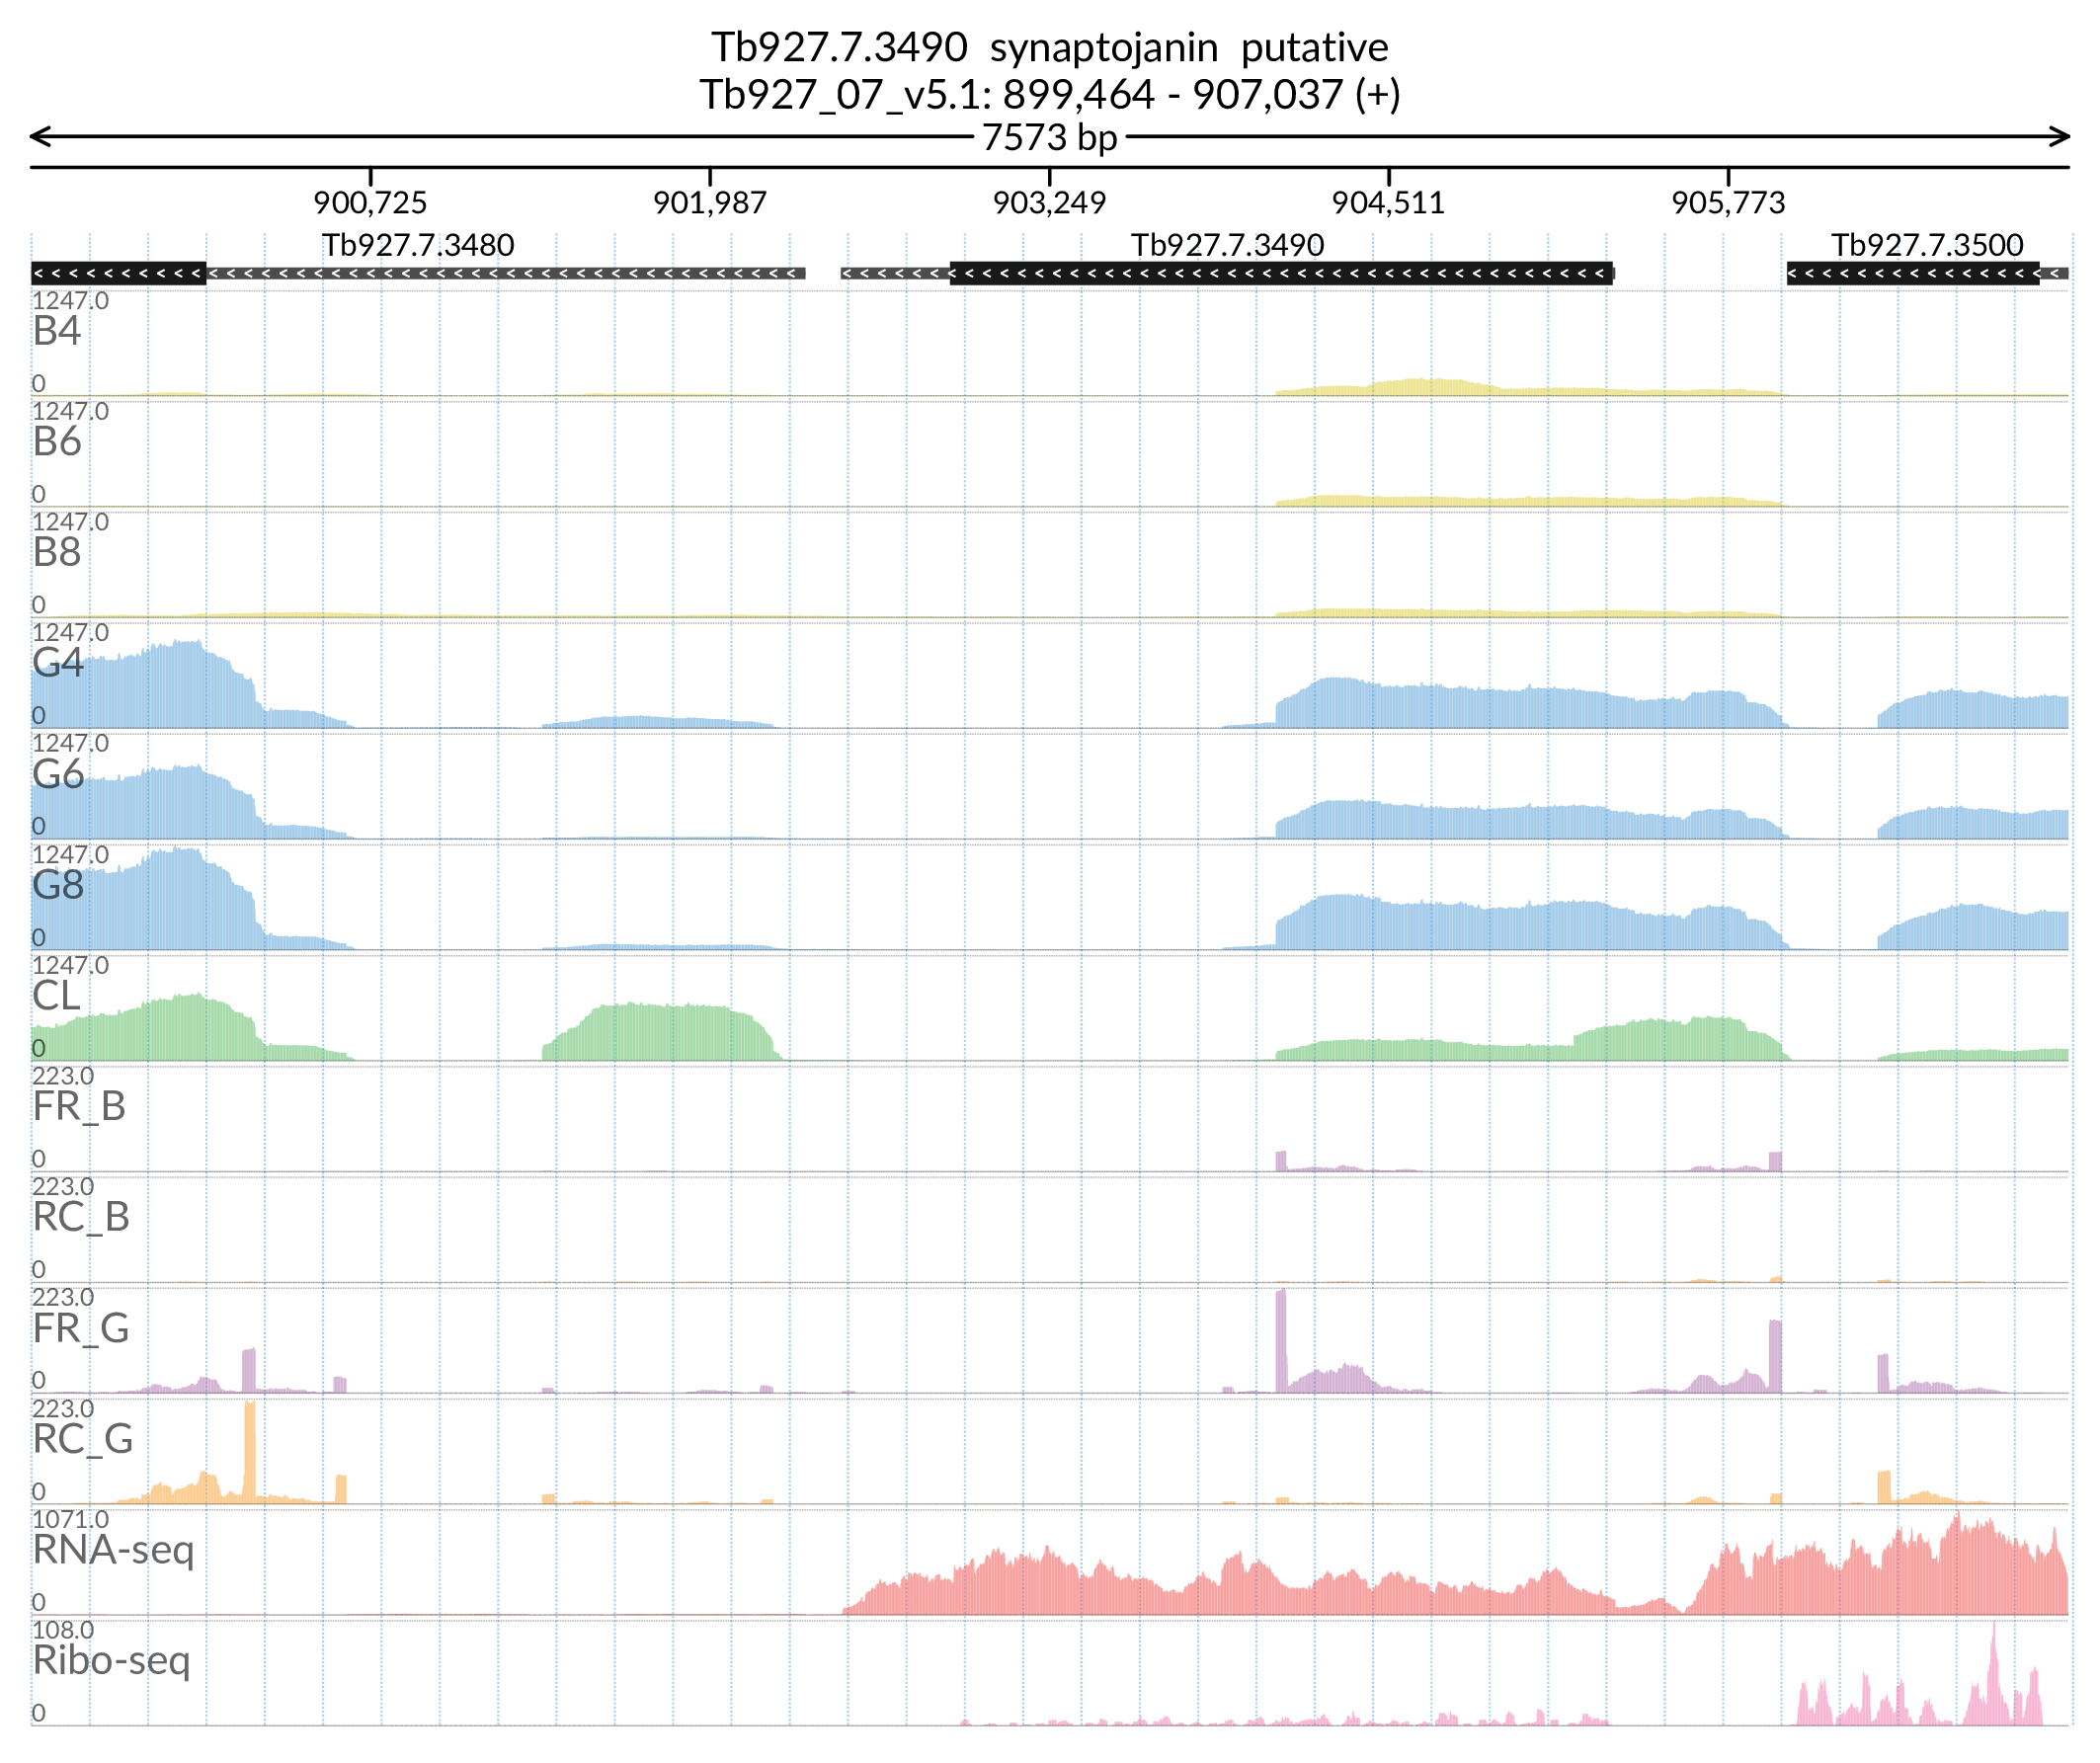 Tb927.7.3490 synaptojanin putative
Tb927_07_v5.1: 899,464 - 907,037 (+)
7573 bp
900,725 901,987 903,249 904,511 905,773
Tb927.7.3480 Tb927.7.3490 Tb927.7.3500
1247.0
B4
0
1247.0
B6
0
1247.0
B8
0
1247.0
G4
0
1247.0
G6
0
1247.0
G8
0
1247.0
CL
0
223.0
FR_B
0
223.0
RC_B
0
223.0
FR_G
0
223.0
RC_G
0
1071.0
RNA-seq
0
108.0
Ribo-seq
0